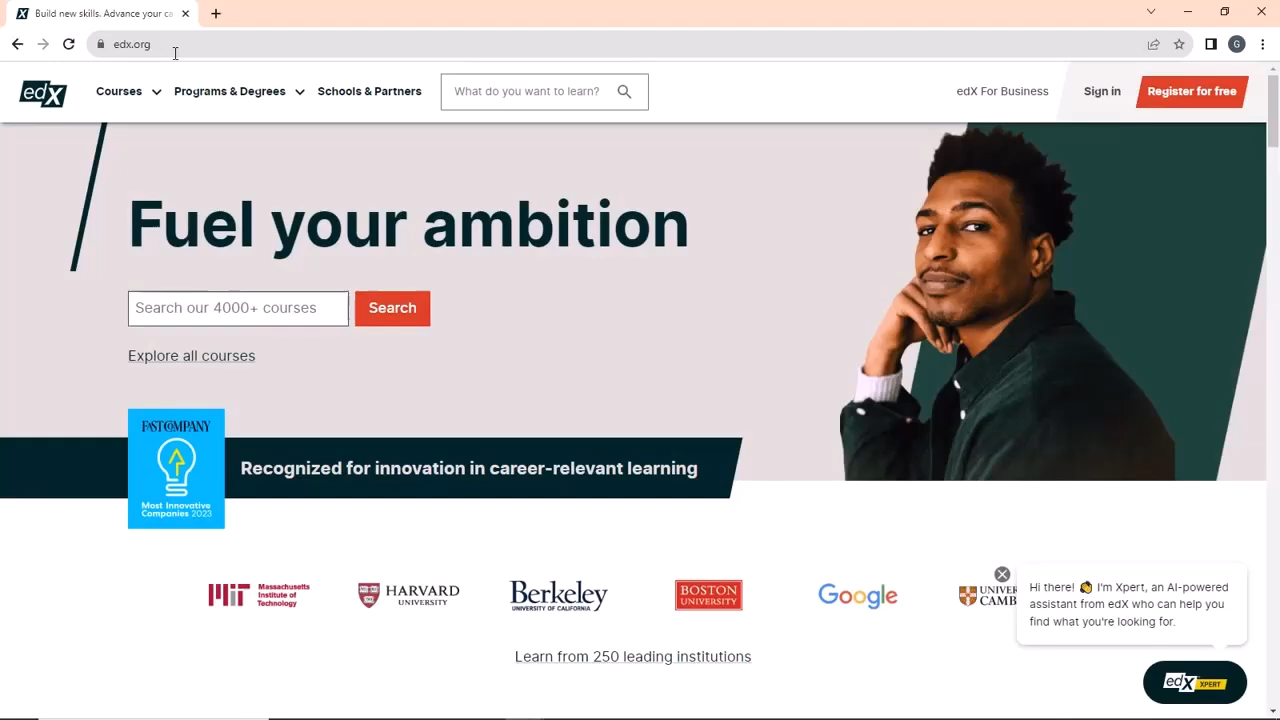 Build new skills. Advance your ca
edx.org
G
edX
Courses
Programs & Degrees
Schools & Partners
What do you want to learn?
edX For Business
Sign in
Register for free
Fuel your ambition
Search our 4000+ courses
Search
Explore all courses
FAST COMPANY
Most Innovative
Companies 2023
Recognized for innovation in career-relevant learning
MIT
Massachusetts
Institute of
Technology
HARVARD
UNIVERSITY
Berkeley
UNIVERSITY OF CALIFORNIA
BOSTON
UNIVERSITY
Google
UNIVER
CAMB
Hi there! 👋 I'm Xpert, an AI-powered
assistant from edX who can help you
find what you're looking for.
Learn from 250 leading institutions
edX XPERT